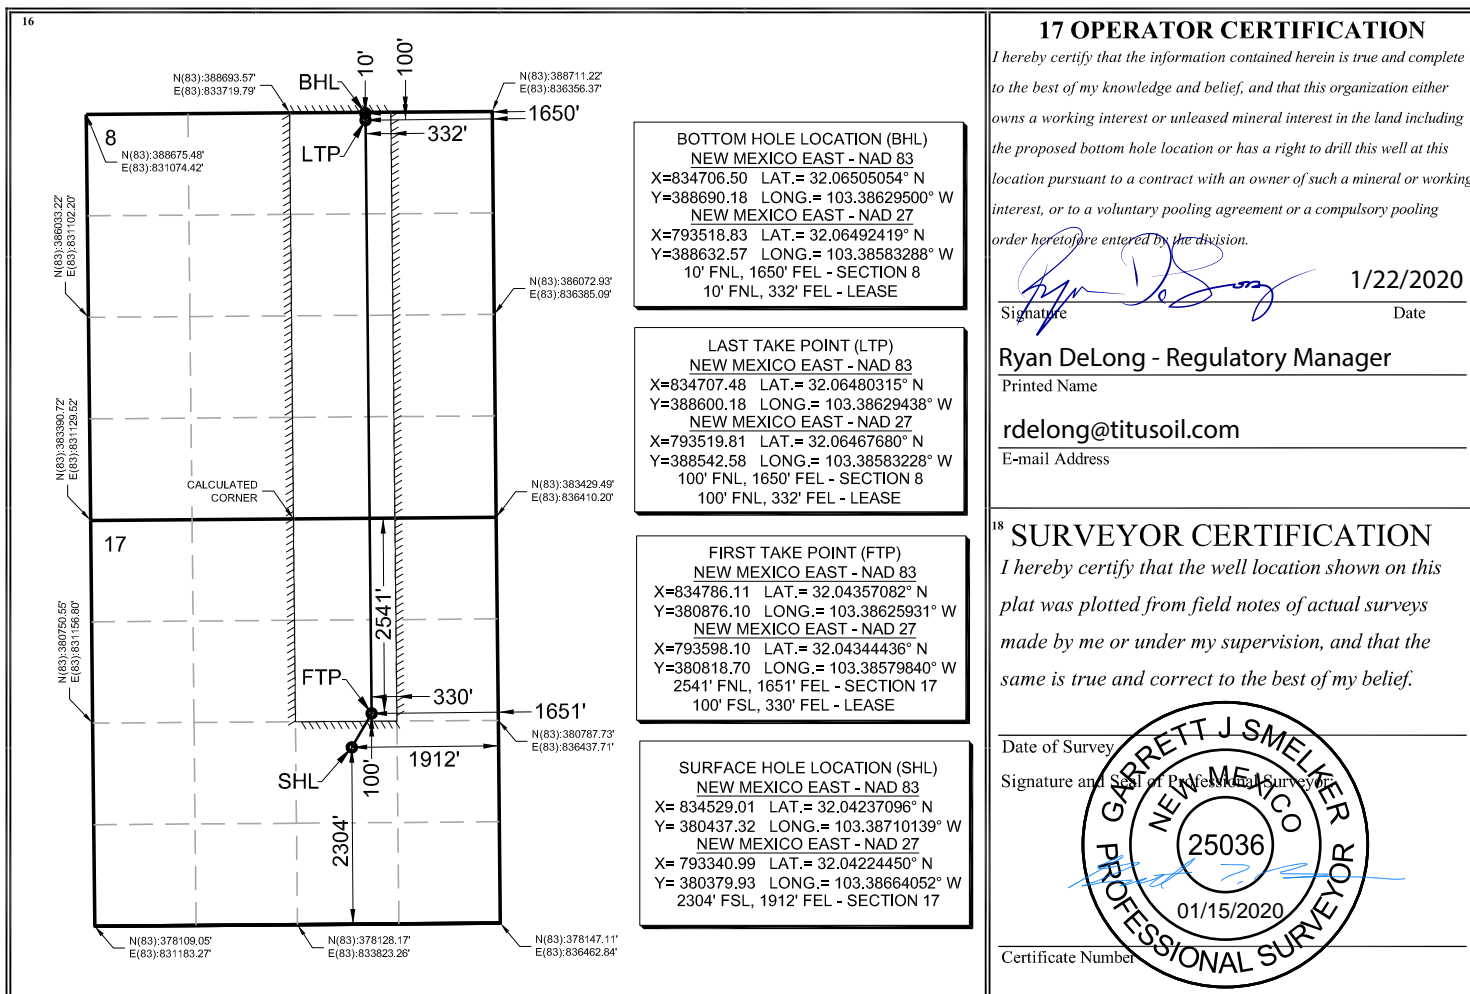 16
N(83):388693.57'
E(83):833719.79'
BHL
10'
100'
N(83):388711.22'
E(83):836356.37'
1650'
8
332'
LTP
N(83):388675.48'
E(83):831074.42'
N(83):386033.22'
E(83):831102.20'
N(83):386072.93'
E(83):836385.09'
N(83):383390.72'
E(83):831129.52'
CALCULATED
CORNER
N(83):383429.49'
E(83):836410.20'
17
2541'
N(83):380750.55'
E(83):831156.80'
FTP
330'
1651'
N(83):380787.73'
E(83):836437.71'
1912'
SHL
100'
2304'
N(83):378109.05'
E(83):831183.27'
N(83):378128.17'
E(83):833823.26'
N(83):378147.11'
E(83):836462.84'
BOTTOM HOLE LOCATION (BHL)
NEW MEXICO EAST - NAD 83
X=834706.50 LAT.= 32.06505054° N
Y=388690.18 LONG.= 103.38629500° W
NEW MEXICO EAST - NAD 27
X=793518.83 LAT.= 32.06492419° N
Y=388632.57 LONG.= 103.38583288° W
10' FNL, 1650' FEL - SECTION 8
10' FNL, 332' FEL - LEASE
LAST TAKE POINT (LTP)
NEW MEXICO EAST - NAD 83
X=834707.48 LAT.= 32.06480315° N
Y=388600.18 LONG.= 103.38629438° W
NEW MEXICO EAST - NAD 27
X=793519.81 LAT.= 32.06467680° N
Y=388542.58 LONG.= 103.38583228° W
100' FNL, 1650' FEL - SECTION 8
100' FNL, 332' FEL - LEASE
FIRST TAKE POINT (FTP)
NEW MEXICO EAST - NAD 83
X=834786.11 LAT.= 32.04357082° N
Y=380876.10 LONG.= 103.38625931° W
NEW MEXICO EAST - NAD 27
X=793598.10 LAT.= 32.04344436° N
Y=380818.70 LONG.= 103.38579840° W
2541' FNL, 1651' FEL - SECTION 17
100' FSL, 330' FEL - LEASE
SURFACE HOLE LOCATION (SHL)
NEW MEXICO EAST - NAD 83
X= 834529.01 LAT.= 32.04237096° N
Y= 380437.32 LONG.= 103.38710139° W
NEW MEXICO EAST - NAD 27
X= 793340.99 LAT.= 32.04224450° N
Y= 380379.93 LONG.= 103.38664052° W
2304' FSL, 1912' FEL - SECTION 17
17 OPERATOR CERTIFICATION
I hereby certify that the information contained herein is true and complete
to the best of my knowledge and belief, and that this organization either
owns a working interest or unleased mineral interest in the land including
the proposed bottom hole location or has a right to drill this well at this
location pursuant to a contract with an owner of such a mineral or working
interest, or to a voluntary pooling agreement or a compulsory pooling
order heretofore entered by the division.
Ryan DeLong
1/22/2020
Signature Date
Ryan DeLong - Regulatory Manager
Printed Name
rdelong@titusoil.com
E-mail Address
18 SURVEYOR CERTIFICATION
I hereby certify that the well location shown on this
plat was plotted from field notes of actual surveys
made by me or under my supervision, and that the
same is true and correct to the best of my belief.
Date of Survey
Signature and Seal of Professional Surveyor:
GARRETT J SMELKER
NEW MEXICO
25036
01/15/2020
PROFESSIONAL SURVEYOR
Certificate Number